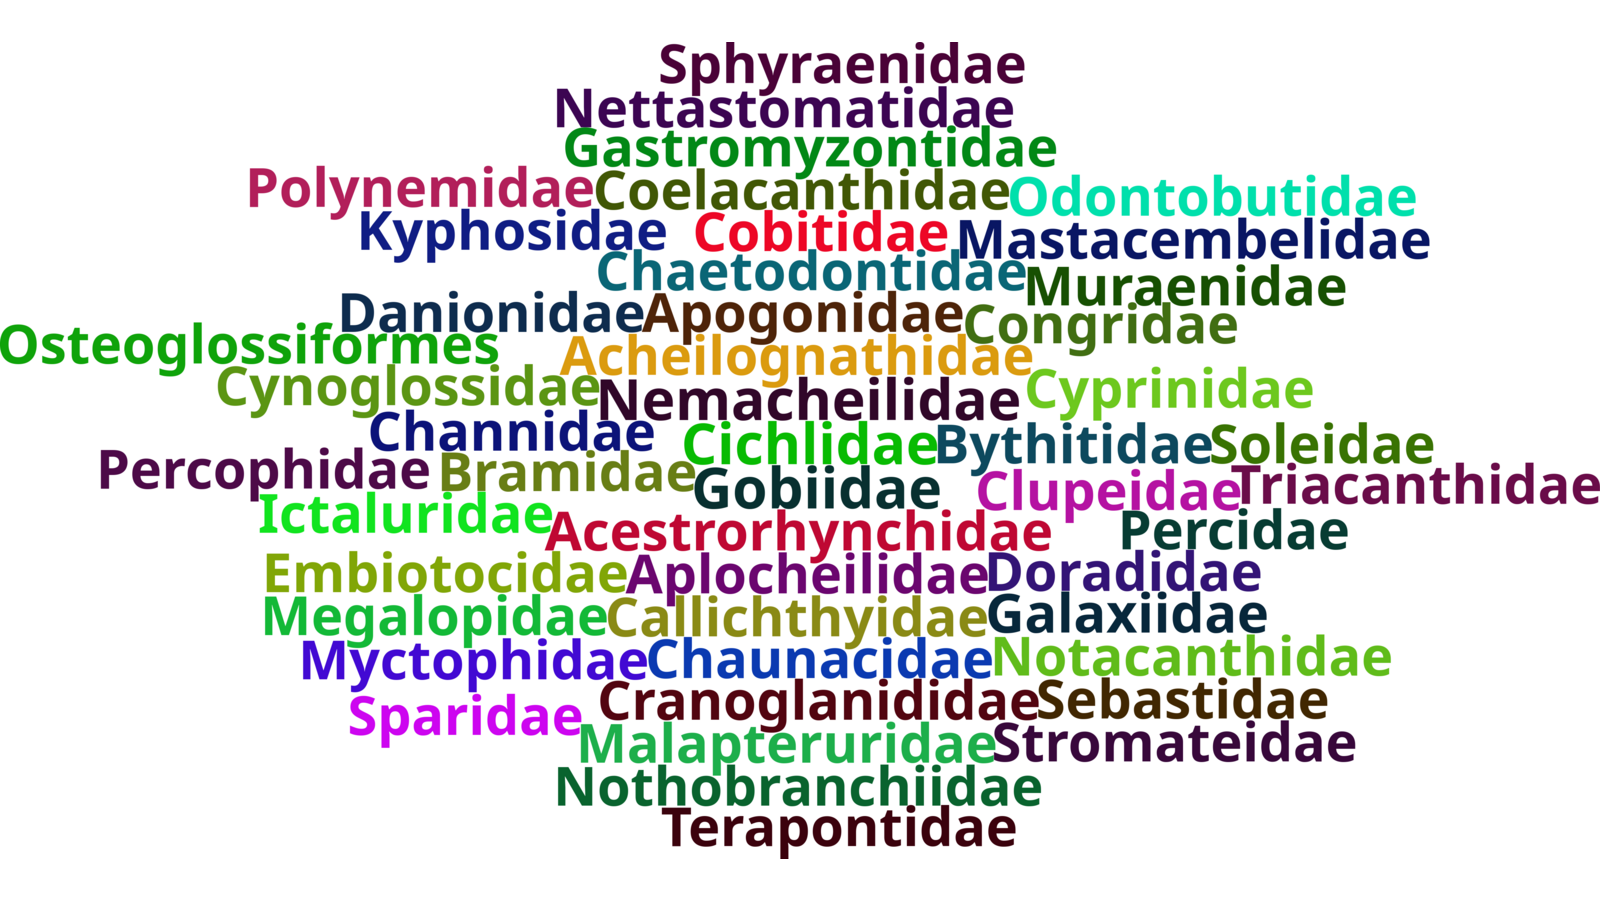 Sphyraenidae
Nettastomatidae
Gastromyzontidae
Polynemidae Coelacanthidae Odontobutidae
Kyphosidae Cobitidae Mastacembelidae
Chaetodontidae Muraenidae
Danionidae Apogonidae Congridae
Osteoglossiformes Acheilognathidae
Cynoglossidae Nemacheilidae Cyprinidae
Channidae Cichlidae Bythitidae Soleidae
Percophidae Bramidae Gobiidae Clupeidae Triacanthidae
Ictaluridae Acestrorhynchidae Percidae
Embiotocidae Aplocheilidae Doradidae
Megalopidae Callichthyidae Galaxiidae
Myctophidae Chaunacidae Notacanthidae
Sparidae Cranoglanididae Sebastidae
Malapteruridae Stromateidae
Nothobranchiidae
Terapontidae